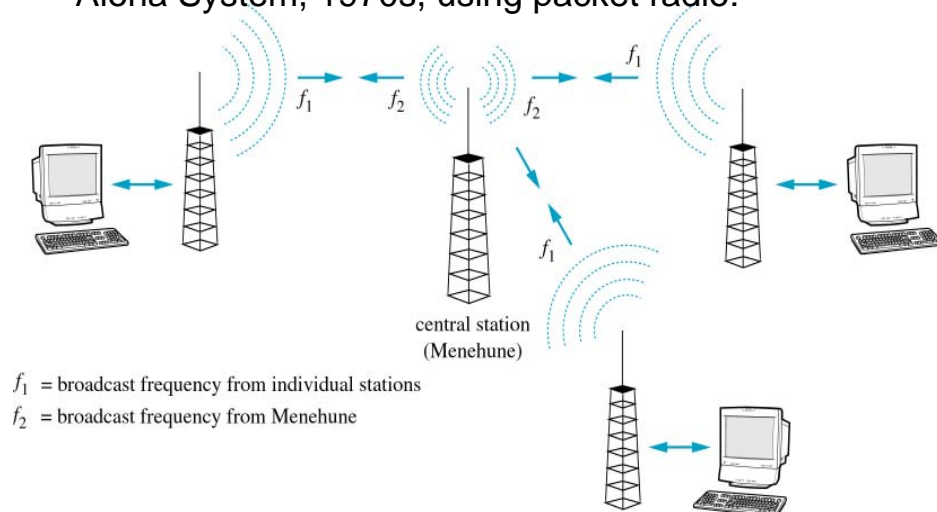 Aloha System, 1970s, using packet radio.
f₁
f₁ f₂ f₂
f₁
central station
(Menehune)
f₁ = broadcast frequency from individual stations
f₂ = broadcast frequency from Menehune